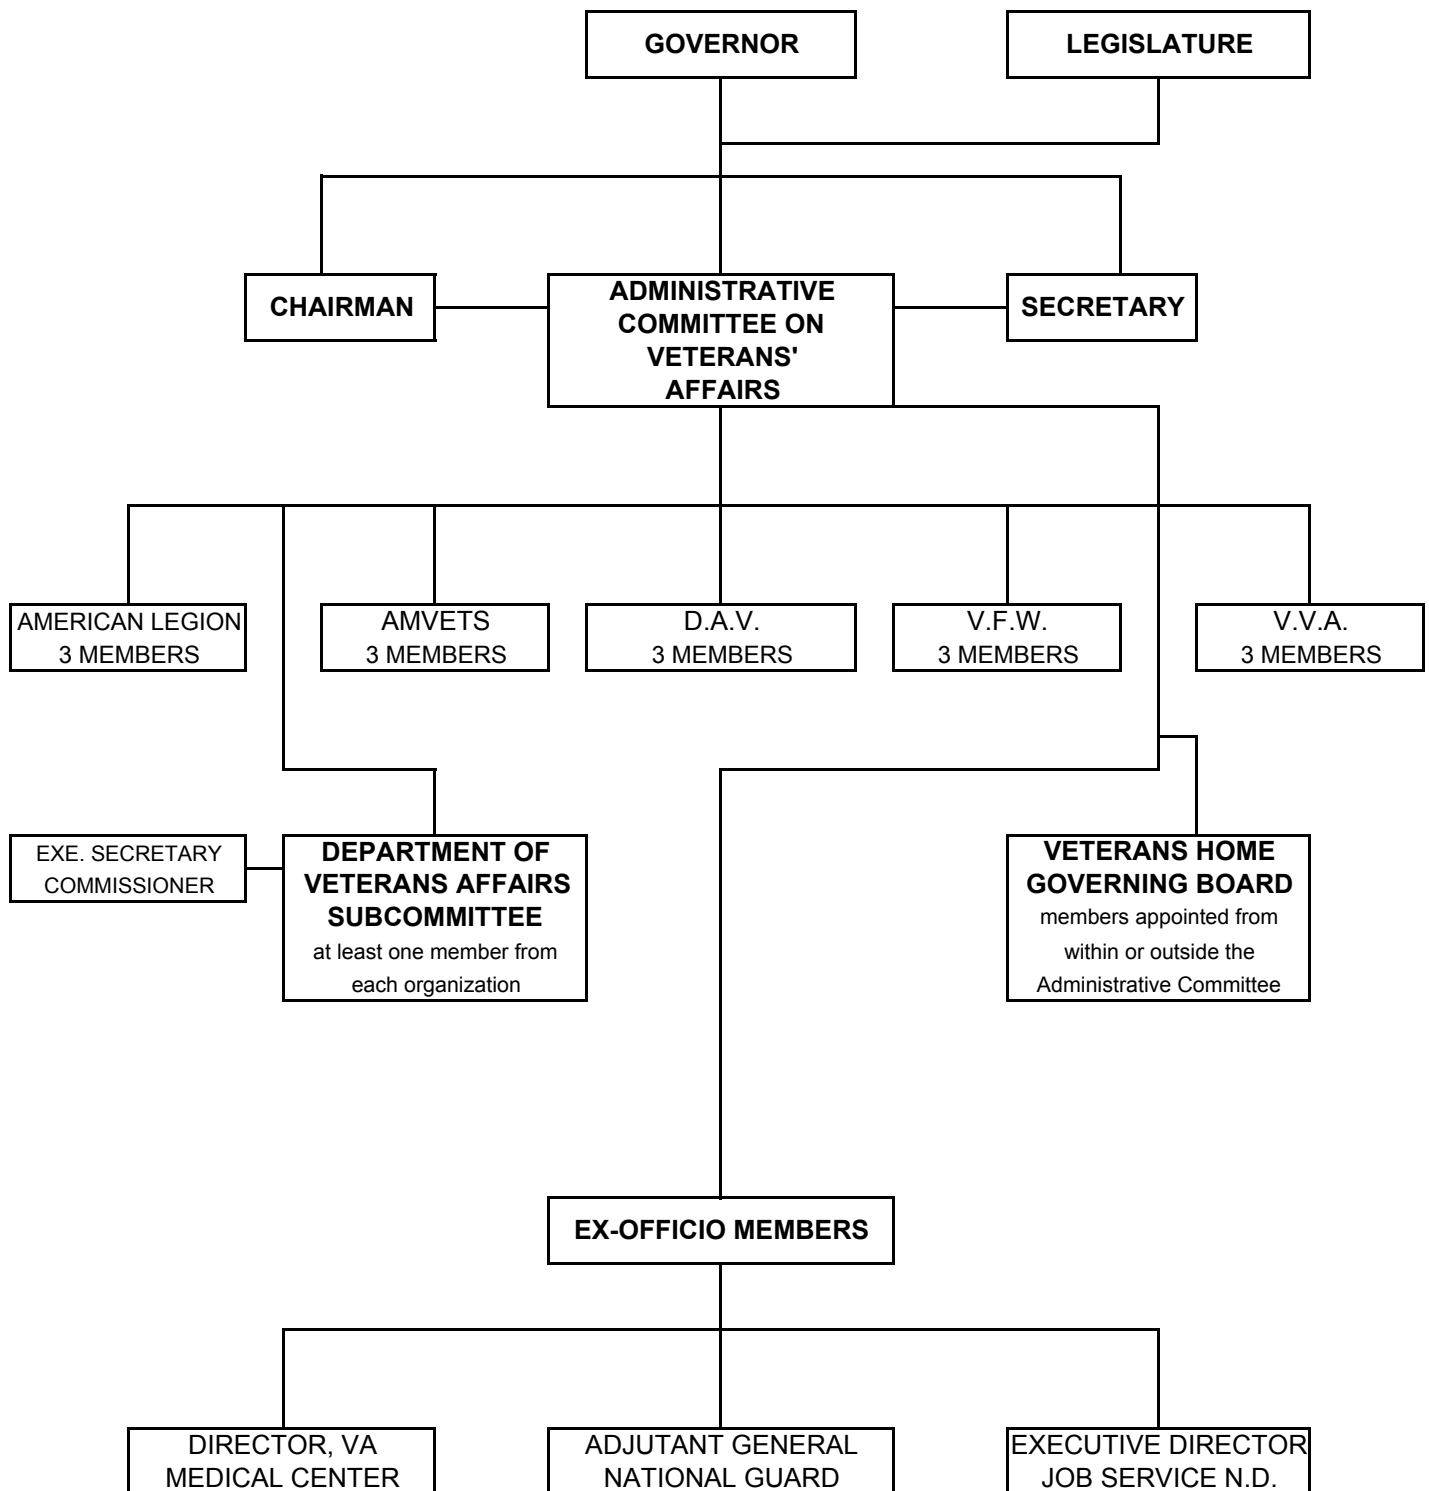 GOVERNOR
LEGISLATURE
CHAIRMAN
ADMINISTRATIVE
COMMITTEE ON
VETERANS'
AFFAIRS
SECRETARY
AMERICAN LEGION
3 MEMBERS
AMVETS
3 MEMBERS
D.A.V.
3 MEMBERS
V.F.W.
3 MEMBERS
V.V.A.
3 MEMBERS
EXE. SECRETARY
COMMISSIONER
DEPARTMENT OF
VETERANS AFFAIRS
SUBCOMMITTEE
at least one member from
each organization
VETERANS HOME
GOVERNING BOARD
members appointed from
within or outside the
Administrative Committee
EX-OFFICIO MEMBERS
DIRECTOR, VA
MEDICAL CENTER
ADJUTANT GENERAL
NATIONAL GUARD
EXECUTIVE DIRECTOR
JOB SERVICE N.D.